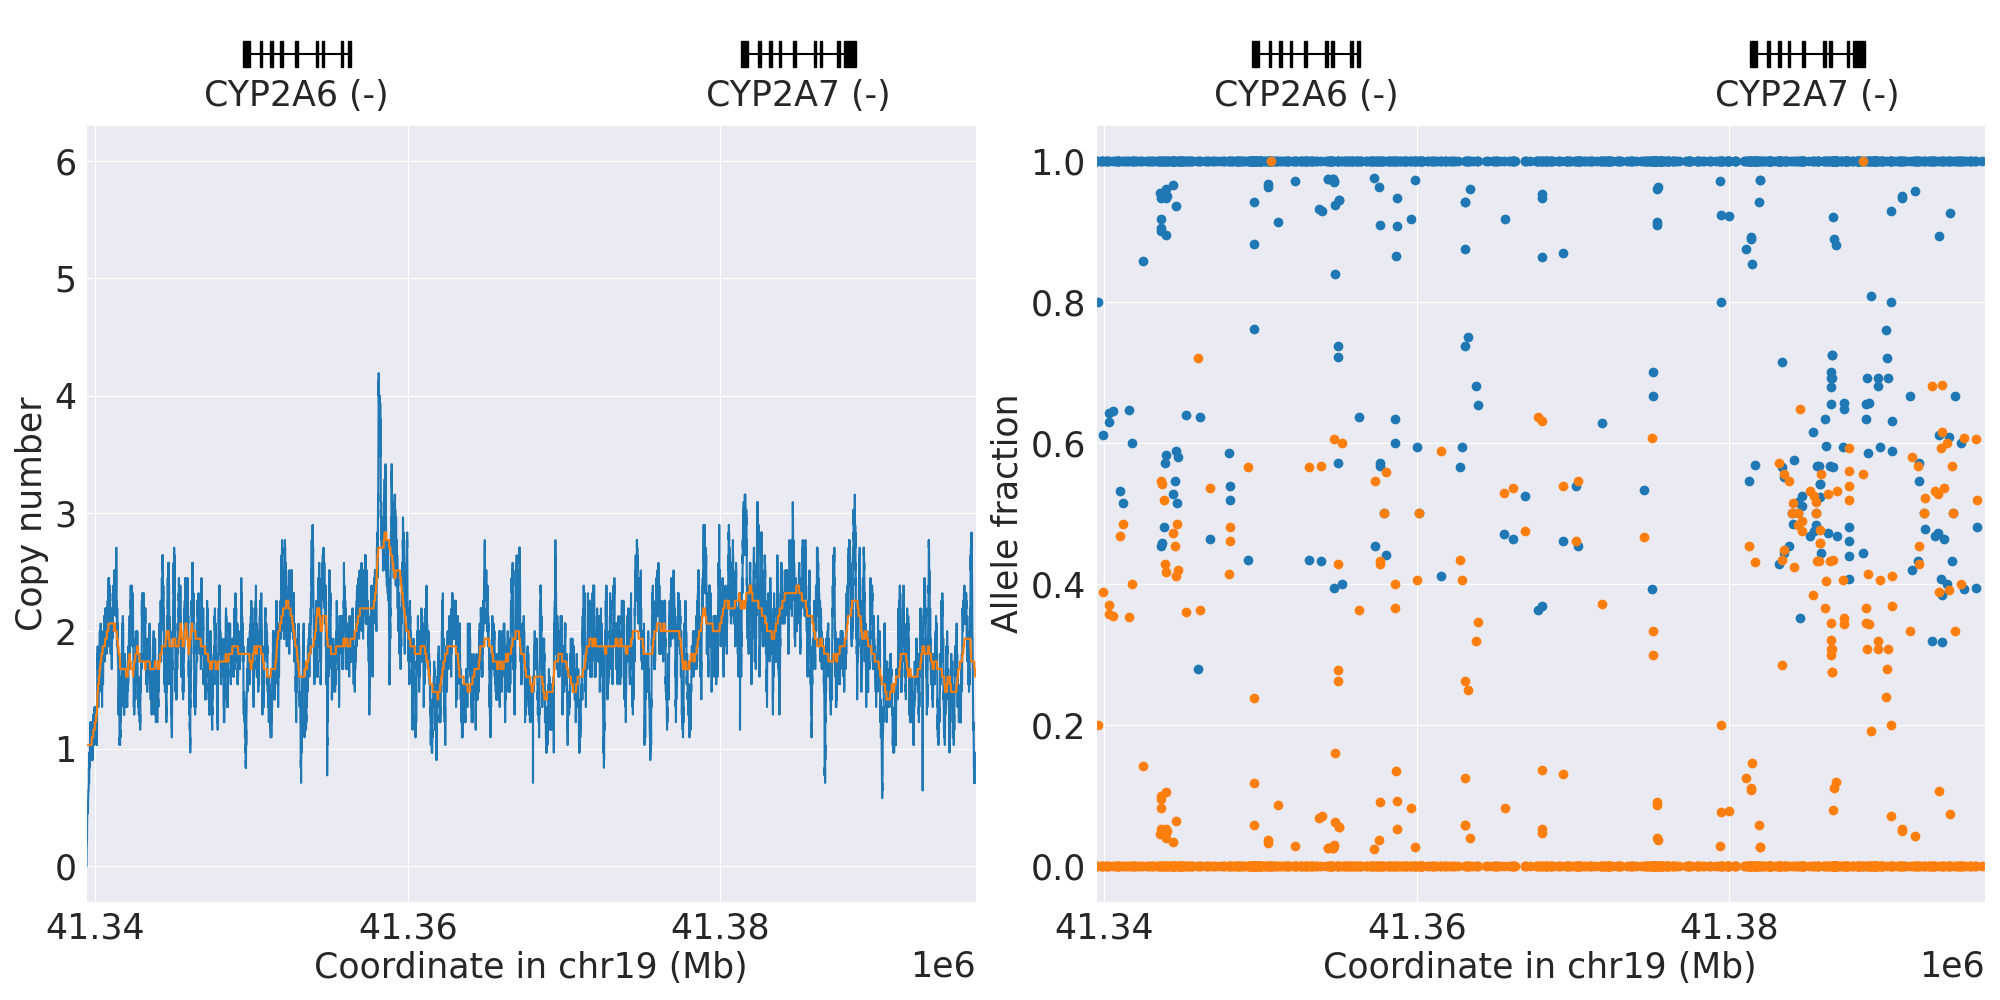 CYP2A6 (-) CYP2A7 (-) CYP2A6 (-) CYP2A7 (-)
6
5
4
3
2
1
0
Copy number
41.34 41.36 41.38
Coordinate in chr19 (Mb) 1e6
1.0
0.8
0.6
0.4
0.2
0.0
Allele fraction
41.34 41.36 41.38
Coordinate in chr19 (Mb) 1e6